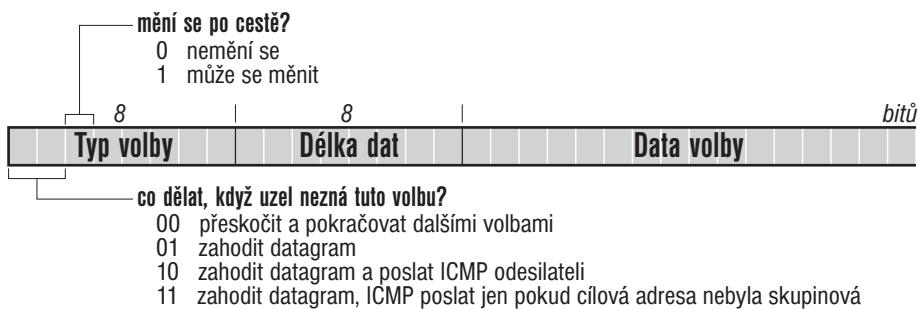 mění se po cestě?
0 nemění se
1 může se měnit
8 8 bitů
Typ volby Délka dat Data volby
co dělat, když uzel nezná tuto volbu?
00 přeskočit a pokračovat dalšími volbami
01 zahodit datagram
10 zahodit datagram a poslat ICMP odesilateli
11 zahodit datagram, ICMP poslat jen pokud cílová adresa nebyla skupinová